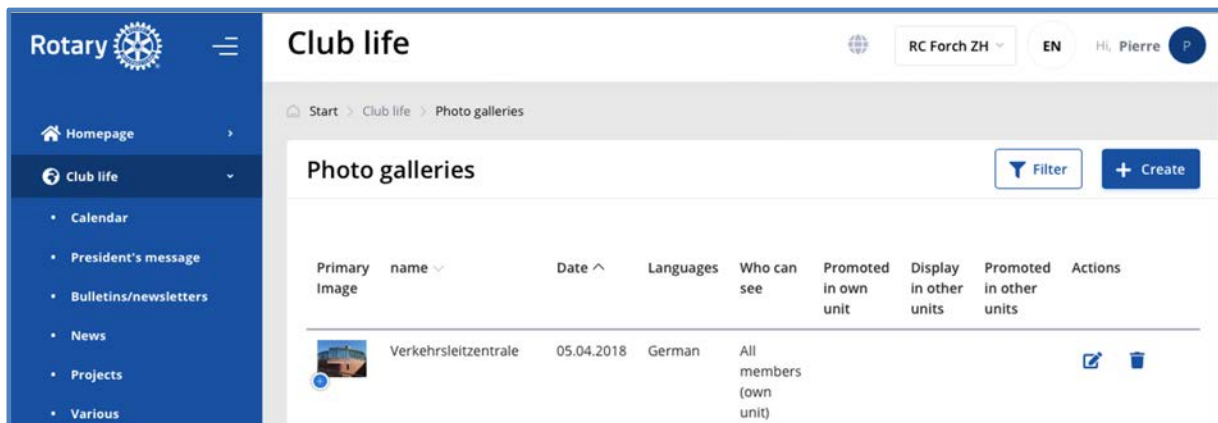 Rotary
Club life
RC Forch ZH
EN
Hi, Pierre
P
Start > Club life > Photo galleries
Homepage
Club life
Calendar
President's message
Bulletins/newsletters
News
Projects
Various
Photo galleries
Filter
+ Create
Primary Image
name
Date
Languages
Who can see
Promoted in own unit
Display in other units
Promoted in other units
Actions
Verkehrsleitzentrale
05.04.2018
German
All members (own unit)